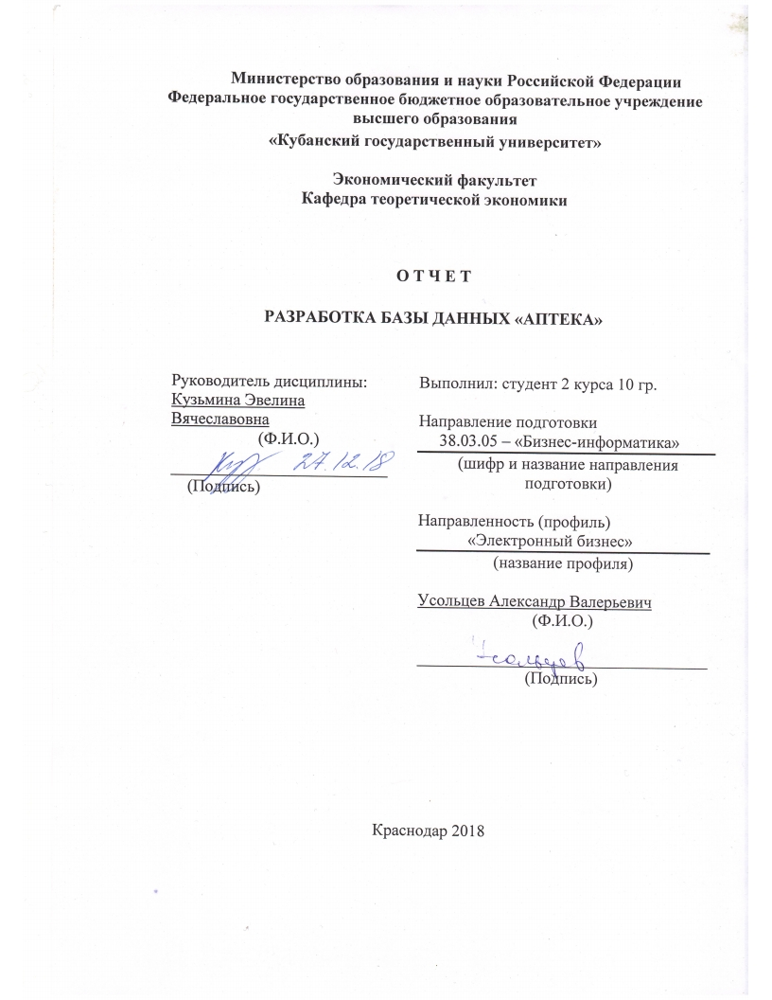 Министерство образования и науки Российской Федерации
Федеральное государственное бюджетное образовательное учреждение
высшего образования
«Кубанский государственный университет»
Экономический факультет
Кафедра теоретической экономики
О Т Ч Е Т
РАЗРАБОТКА БАЗЫ ДАННЫХ «АПТЕКА»
Руководитель дисциплины:
Кузьмина Эвелина
Вячеславовна
(Ф.И.О.)
27.12.18
(Подпись)
Выполнил: студент 2 курса 10 гр.
Направление подготовки
38.03.05 – «Бизнес-информатика»
(шифр и название направления
подготовки)
Направленность (профиль)
«Электронный бизнес»
(название профиля)
Усольцев Александр Валерьевич
(Ф.И.О.)
Усольцев
(Подпись)
Краснодар 2018